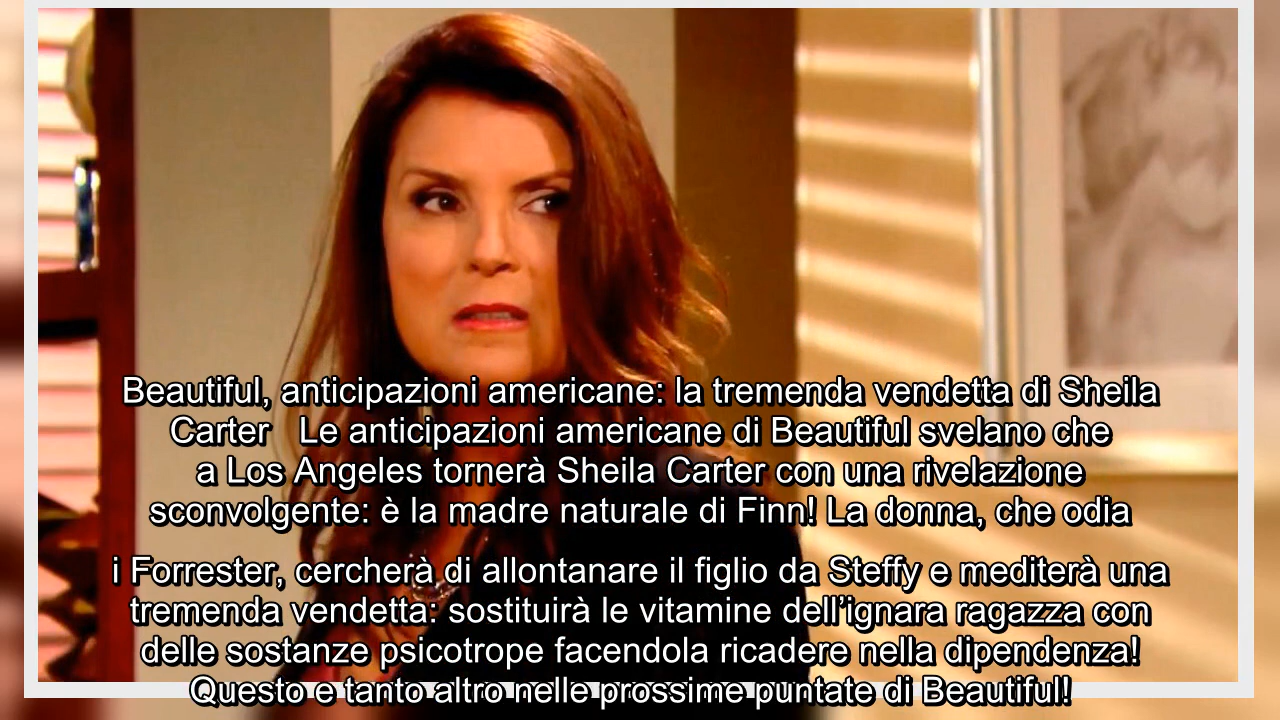 Beautiful, anticipazioni americane: la tremenda vendetta di Sheila
Carter   Le anticipazioni americane di Beautiful svelano che
a Los Angeles tornerà Sheila Carter con una rivelazione
sconvolgente: è la madre naturale di Finn! La donna, che odia
i Forrester, cercherà di allontanare il figlio da Steffy e mediterà una
tremenda vendetta: sostituirà le vitamine dell'ignara ragazza con
delle sostanze psicotrope facendola ricadere nella dipendenza!
Questo e tanto altro nelle prossime puntate di Beautiful!